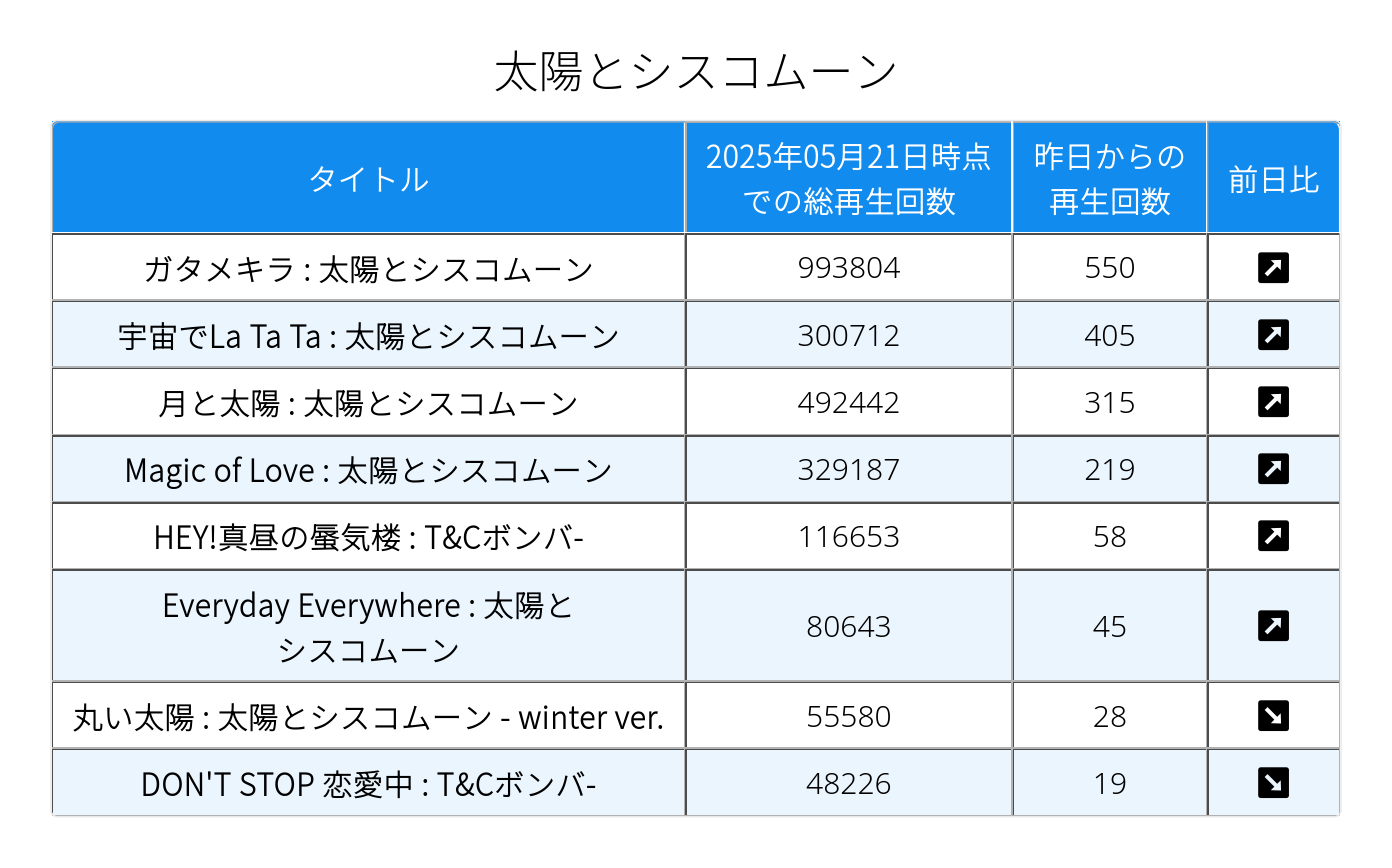 太陽とシスコムーン
タイトル
2025年05月21日時点
での総再生回数
昨日からの
再生回数
前日比
ガタメキラ : 太陽とシスコムーン
993804
550
宇宙でLa Ta Ta : 太陽とシスコムーン
300712
405
月と太陽 : 太陽とシスコムーン
492442
315
Magic of Love : 太陽とシスコムーン
329187
219
HEY!真昼の蜃気楼 : T&Cボンバ-
116653
58
Everyday Everywhere : 太陽と
シスコムーン
80643
45
丸い太陽 : 太陽とシスコムーン - winter ver.
55580
28
DON'T STOP 恋愛中 : T&Cボンバ-
48226
19